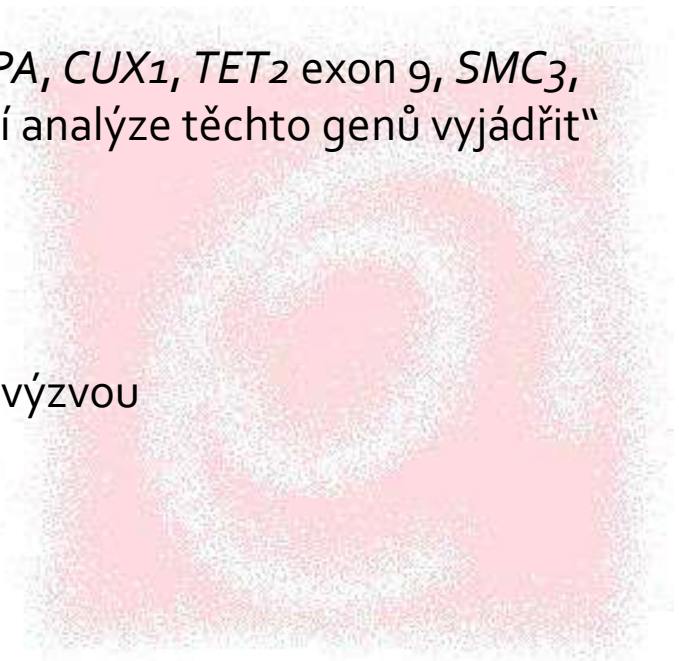 PA, CUX1, TET2 exon 9, SMC3,
í analýze těchto genů vyjádřit“
výzvou